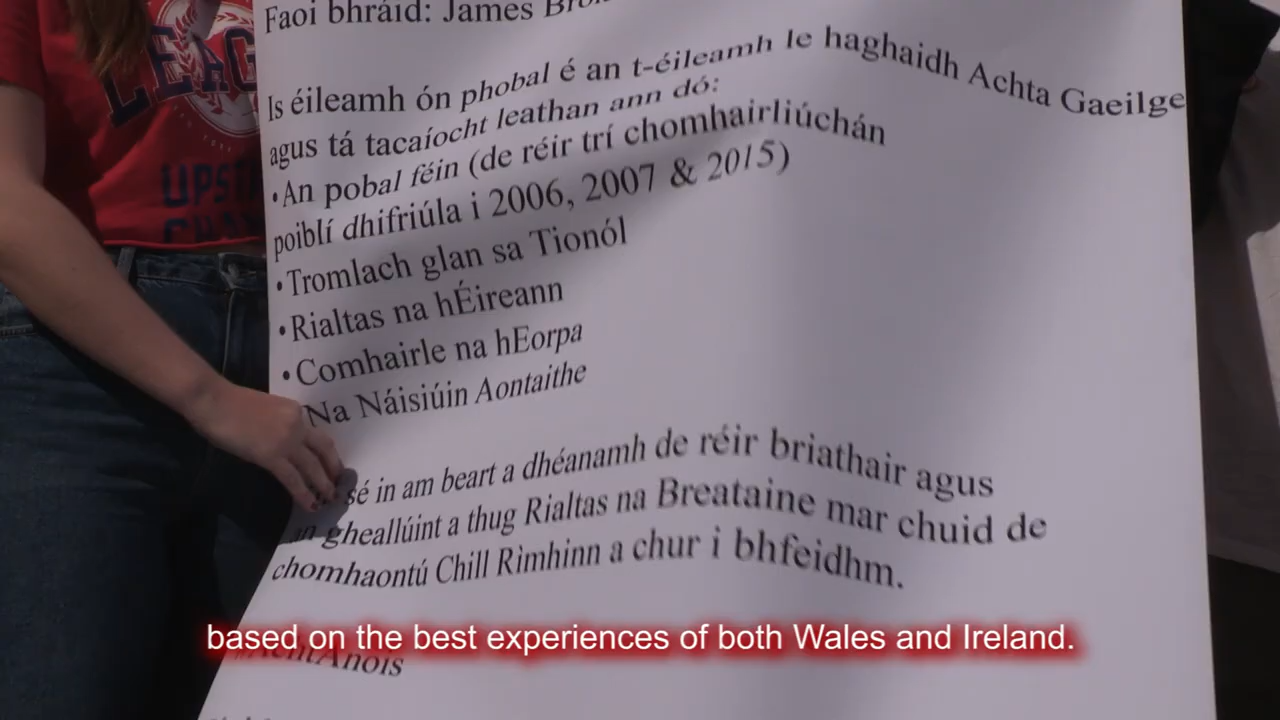 Faoi bhráid: James
Is éileamh ón phobal é an t-éileamh le haghaidh Achta Gaeilge
agus tá tacaíocht leathan ann dó:
•An pobal féin (de réir trí chomhairliúchán
poiblí dhifriúla i 2006, 2007 & 2015)
•Tromlach glan sa Tionól
•Rialtas na hÉireann
•Comhairle na hEorpa
Na Náisiúin Aontaithe
sé in am beart a dhéanamh de réir briathair agus
an gheallúint a thug Rialtas na Breataine mar chuid de
chomhaontú Chill Rìmhinn a chur i bhfeidhm.
based on the best experiences of both Wales and Ireland.
#AchtAnois